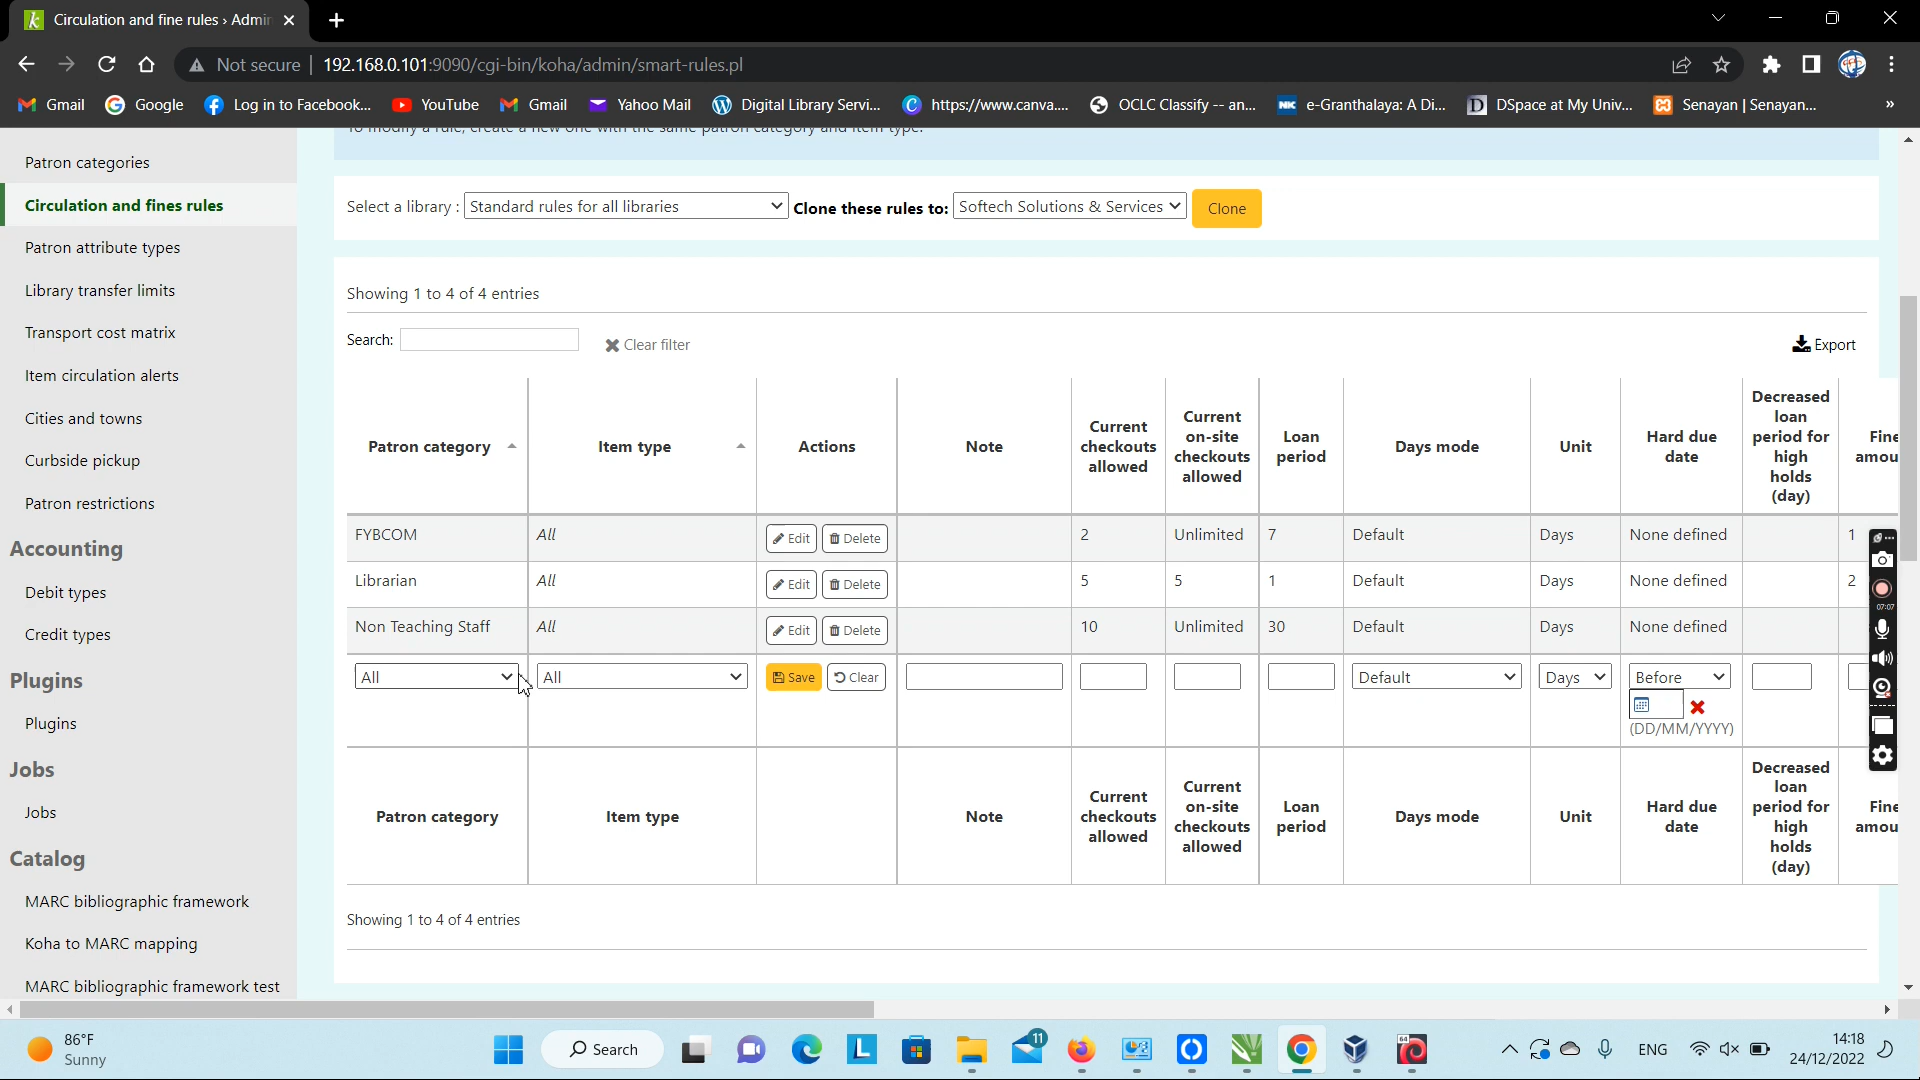 Circulation and fine rules › Admin
Not secure
192.168.0.101:9090/cgi-bin/koha/admin/smart-rules.pl
Gmail
Google
Log in to Facebook...
YouTube
Gmail
Yahoo Mail
Digital Library Servi...
https://www.canva....
OCLC Classify -- an...
e-Granthalaya: A Di...
DSpace at My Univ...
Senayan | Senayan...
»
To modify a rule, create a new one with the same patron category and item type.
Patron categories
Circulation and fines rules
Patron attribute types
Library transfer limits
Transport cost matrix
Item circulation alerts
Cities and towns
Curbside pickup
Patron restrictions
Accounting
Debit types
Credit types
Plugins
Plugins
Jobs
Jobs
Catalog
MARC bibliographic framework
Koha to MARC mapping
MARC bibliographic framework test
Select a library : Standard rules for all libraries Clone these rules to: Softech Solutions & Services Clone
Showing 1 to 4 of 4 entries
Search:
Clear filter
Export
Patron category
Item type
Actions
Note
Current
checkouts
allowed
Current
on-site
checkouts
allowed
Loan
period
Days mode
Unit
Hard due
date
Decreased
loan
period for
high
holds
(day)
Fine
amou
FYBCOM All Edit Delete 2 Unlimited 7 Default Days None defined 1
Librarian All Edit Delete 5 5 1 Default Days None defined 2
Non Teaching Staff All Edit Delete 10 Unlimited 30 Default Days None defined
All All Save Clear Default Days Before
(DD/MM/YYYY)
Patron category
Item type
Note
Current
checkouts
allowed
Current
on-site
checkouts
allowed
Loan
period
Days mode
Unit
Hard due
date
Decreased
loan
period for
high
holds
(day)
Fine
amou
Showing 1 to 4 of 4 entries
07:07
86°F
Sunny
Search
11
64
ENG
14:18
24/12/2022